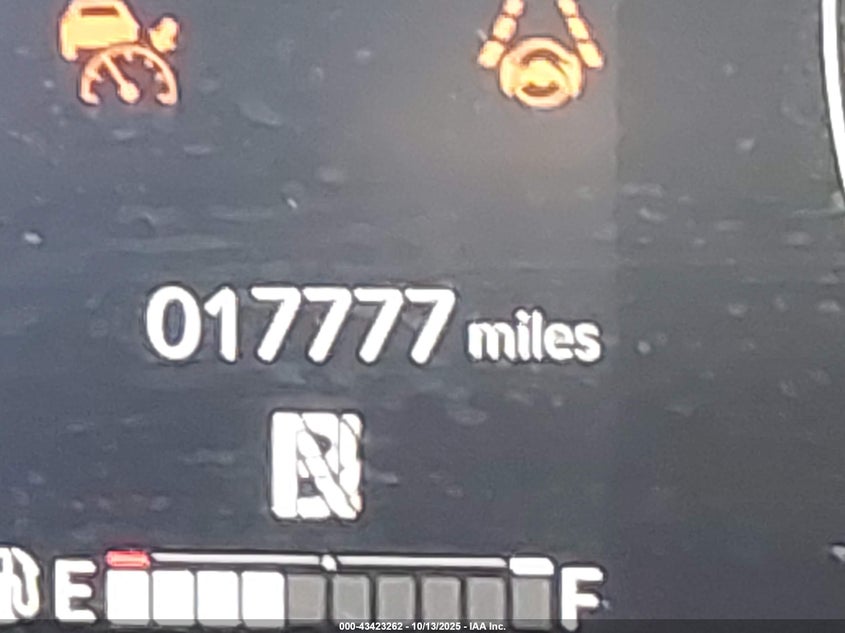 017777 miles
N
E F
000-43423262 - 10/13/2025 - IAA Inc.